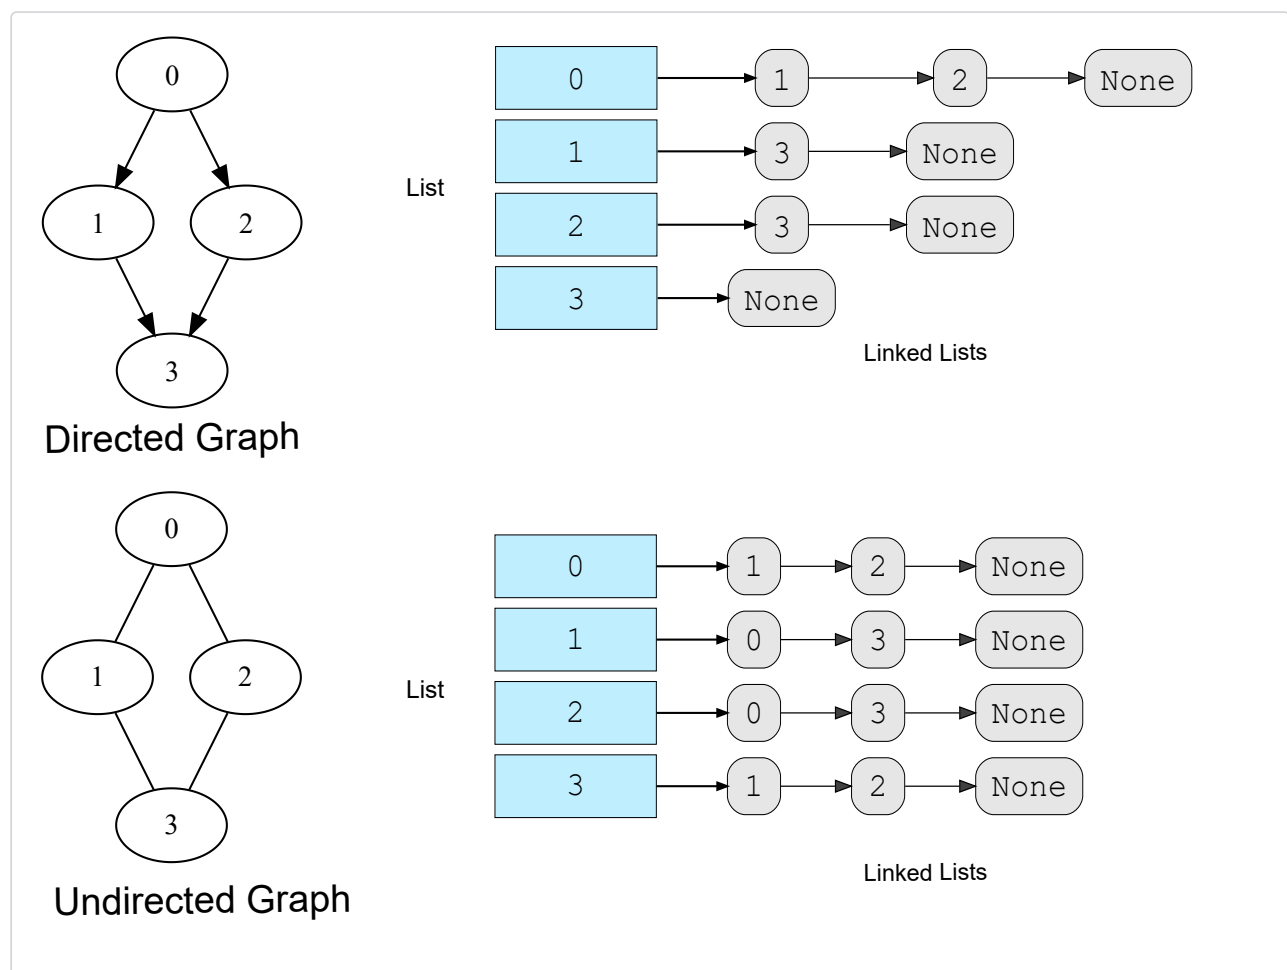 0
1 2
3
Directed Graph
List
0 1 2 None
1 3 None
2 3 None
3 None
Linked Lists
0
1 2
3
Undirected Graph
List
0 1 2 None
1 0 3 None
2 0 3 None
3 1 2 None
Linked Lists